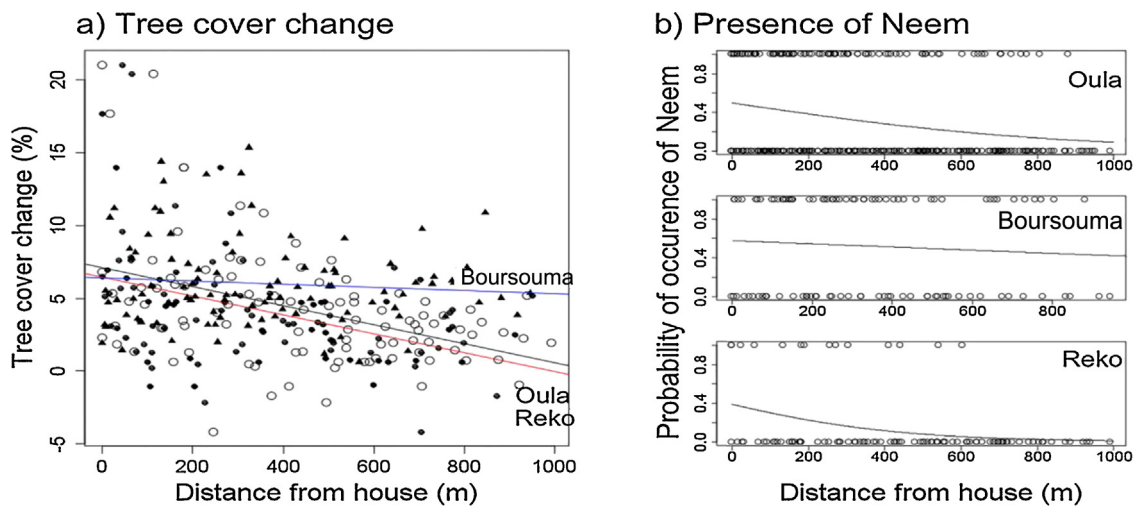 a) Tree cover change
Tree cover change (%)
20
15
10
5
0
-5
Boursouma
Oula
Reko
0 200 400 600 800 1000
Distance from house (m)
b) Presence of Neem
Probability of occurence of Neem
0.8
0.4
0.0
Oula
0 200 400 600 800 1000
0.8
0.4
0.0
Boursouma
0 200 400 600 800
0.8
0.4
0.0
Reko
0 200 400 600 800 1000
Distance from house (m)